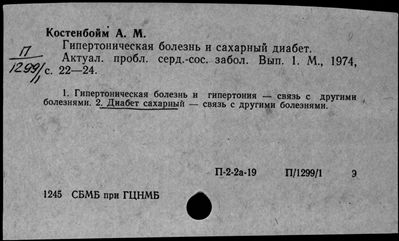 Костенбойм А. М.
Гипертоническая болезнь и сахарный диабет.
П
Актуал. пробл. серд.-сос. забол. Вып. 1. М., 1974,
1299/1
с. 22—24.
1. Гипертоническая болезнь и гипертония — связь с другими
болезнями. 2. Диабет сахарный — связь с другими болезнями.
П-2-2а-19 П/1299/1 9
1245 СБМБ при ГЦНМБ